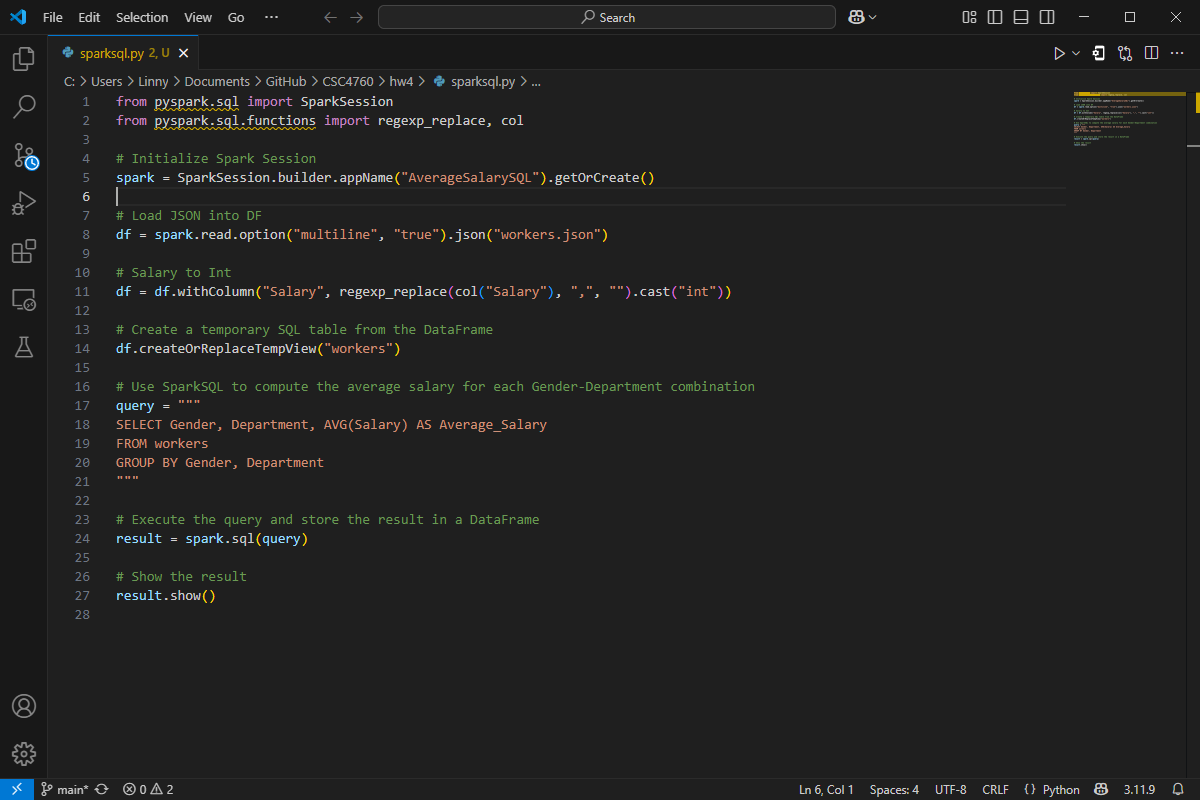 File Edit Selection View Go ··· Search
sparksql.py 2, U
C: > Users > Linny > Documents > GitHub > CSC4760 > hw4 > sparksql.py > ...
1 from pyspark.sql import SparkSession
2 from pyspark.sql.functions import regexp_replace, col
3
4 # Initialize Spark Session
5 spark = SparkSession.builder.appName("AverageSalarySQL").getOrCreate()
6
7 # Load JSON into DF
8 df = spark.read.option("multiline", "true").json("workers.json")
9
10 # Salary to Int
11 df = df.withColumn("Salary", regexp_replace(col("Salary"), ",", "").cast("int"))
12
13 # Create a temporary SQL table from the DataFrame
14 df.createOrReplaceTempView("workers")
15
16 # Use SparkSQL to compute the average salary for each Gender-Department combination
17 query = """
18 SELECT Gender, Department, AVG(Salary) AS Average_Salary
19 FROM workers
20 GROUP BY Gender, Department
21 """
22
23 # Execute the query and store the result in a DataFrame
24 result = spark.sql(query)
25
26 # Show the result
27 result.show()
28
main* 0 2 Ln 6, Col 1 Spaces: 4 UTF-8 CRLF {} Python 3.11.9